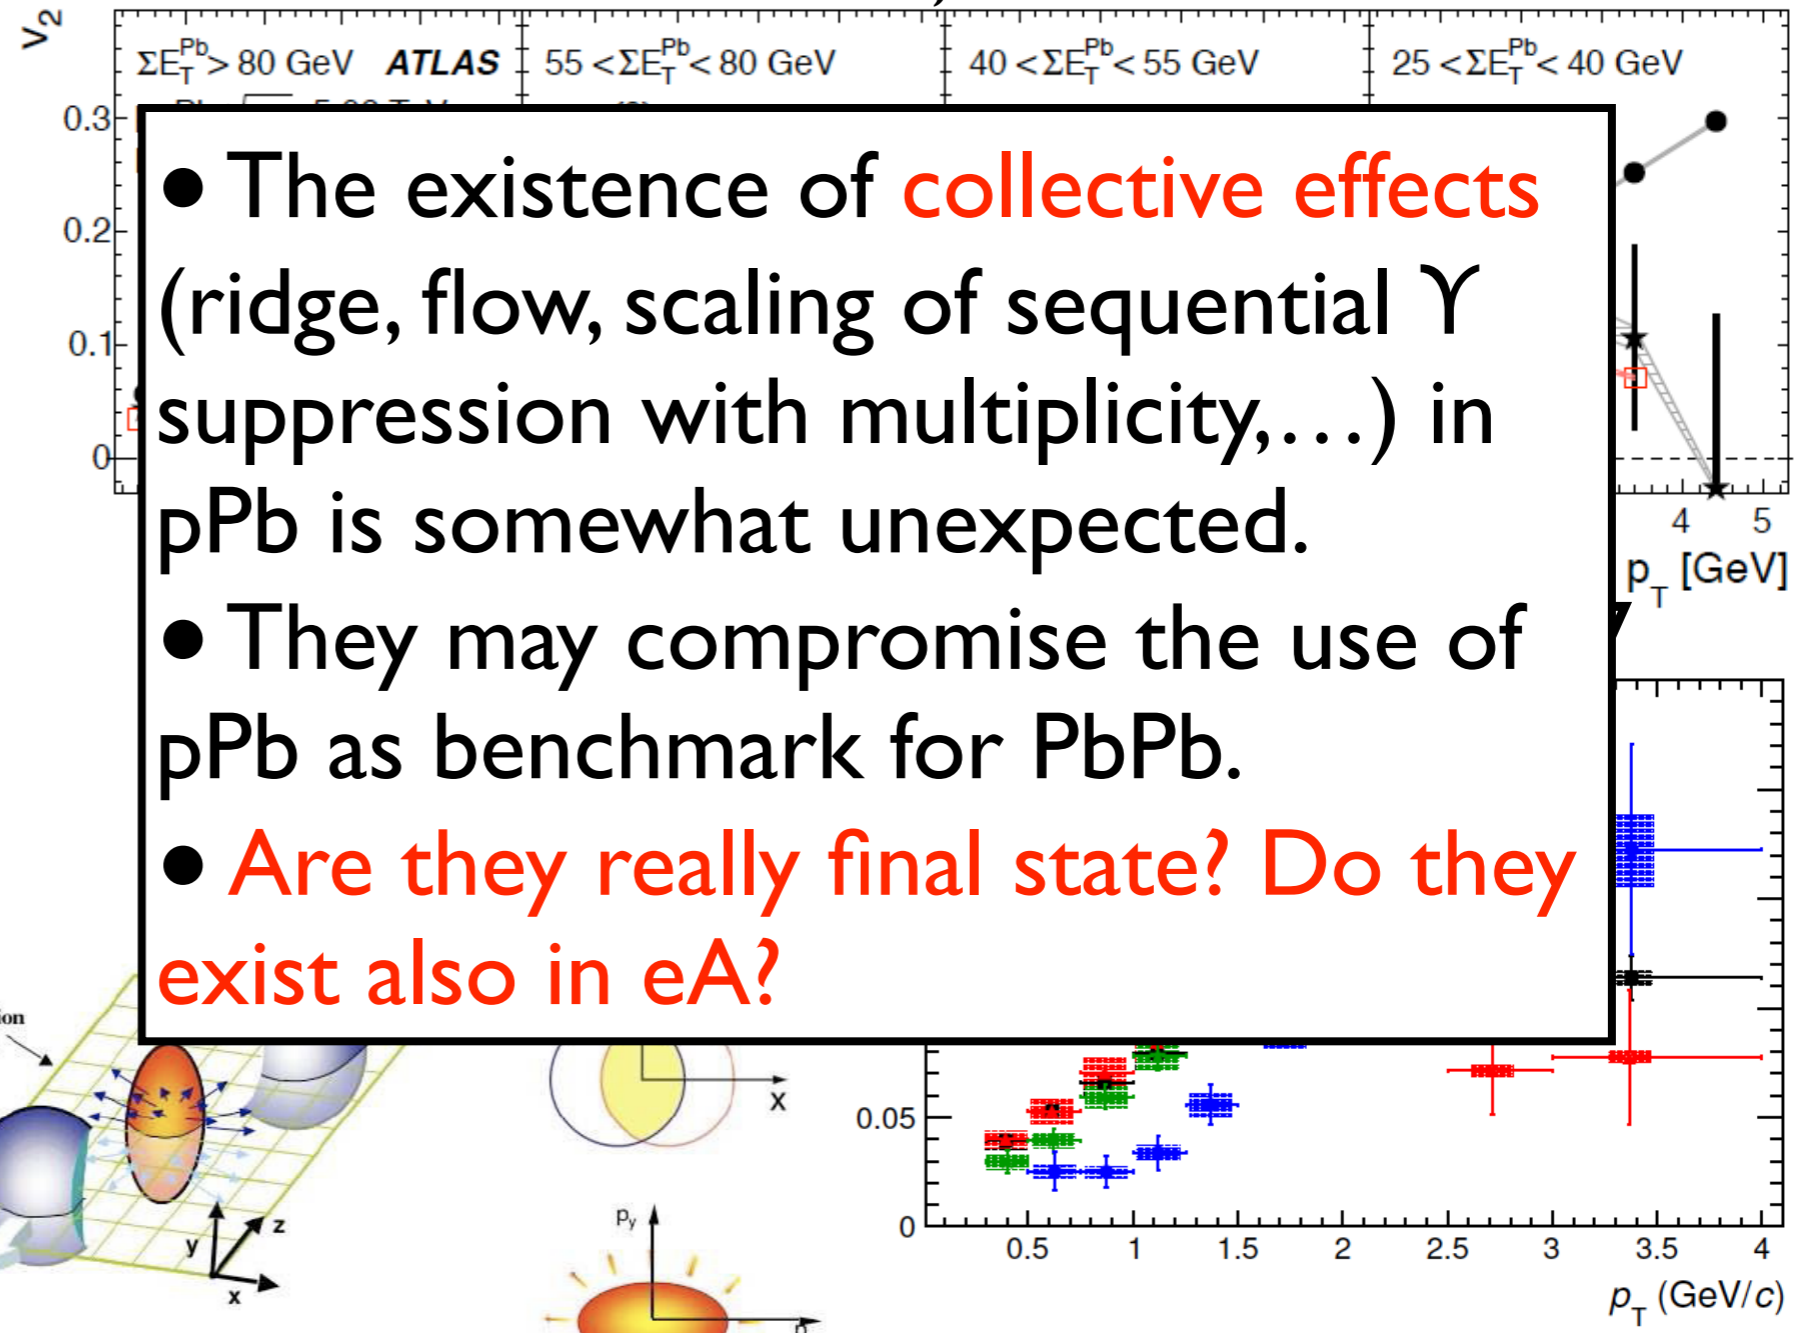 v2
ΣE_T^Pb > 80 GeV ATLAS
55 < ΣE_T^Pb < 80 GeV
40 < ΣE_T^Pb < 55 GeV
25 < ΣE_T^Pb < 40 GeV
0.3
0.2
0.1
0
• The existence of collective effects
(ridge, flow, scaling of sequential ϒ
suppression with multiplicity,…) in
pPb is somewhat unexpected.
• They may compromise the use of
pPb as benchmark for PbPb.
• Are they really final state? Do they
exist also in eA?
4 5
p_T [GeV]
y
z
x
X
p_y
0.05
0
0.5 1 1.5 2 2.5 3 3.5 4
p_T (GeV/c)